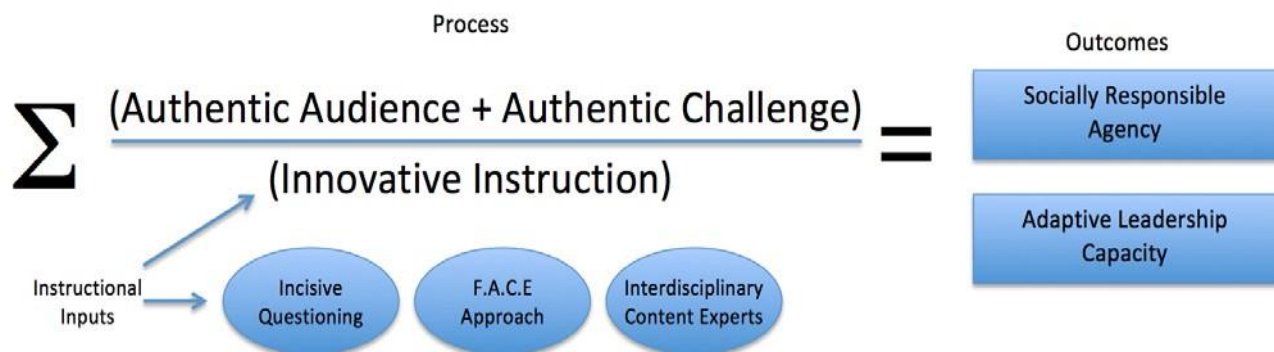 Process
Outcomes
∑ (Authentic Audience + Authentic Challenge)
(Innovative Instruction)
=
Socially Responsible
Agency
Adaptive Leadership
Capacity
Instructional
Inputs
Incisive
Questioning
F.A.C.E
Approach
Interdisciplinary
Content Experts